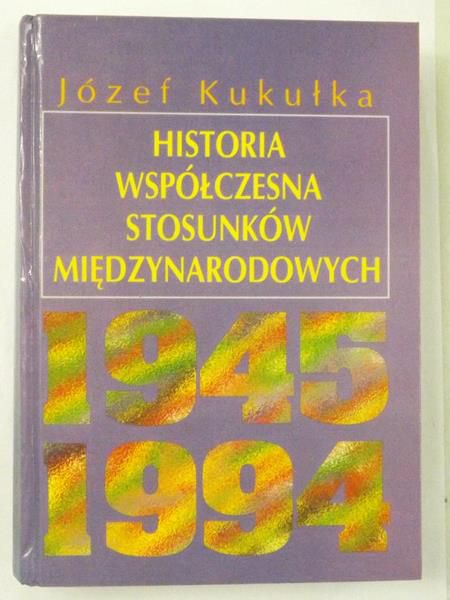 Józef Kukułka
HISTORIA
WSPÓŁCZESNA
STOSUNKÓW
MIĘDZYNARODOWYCH
1945
1994